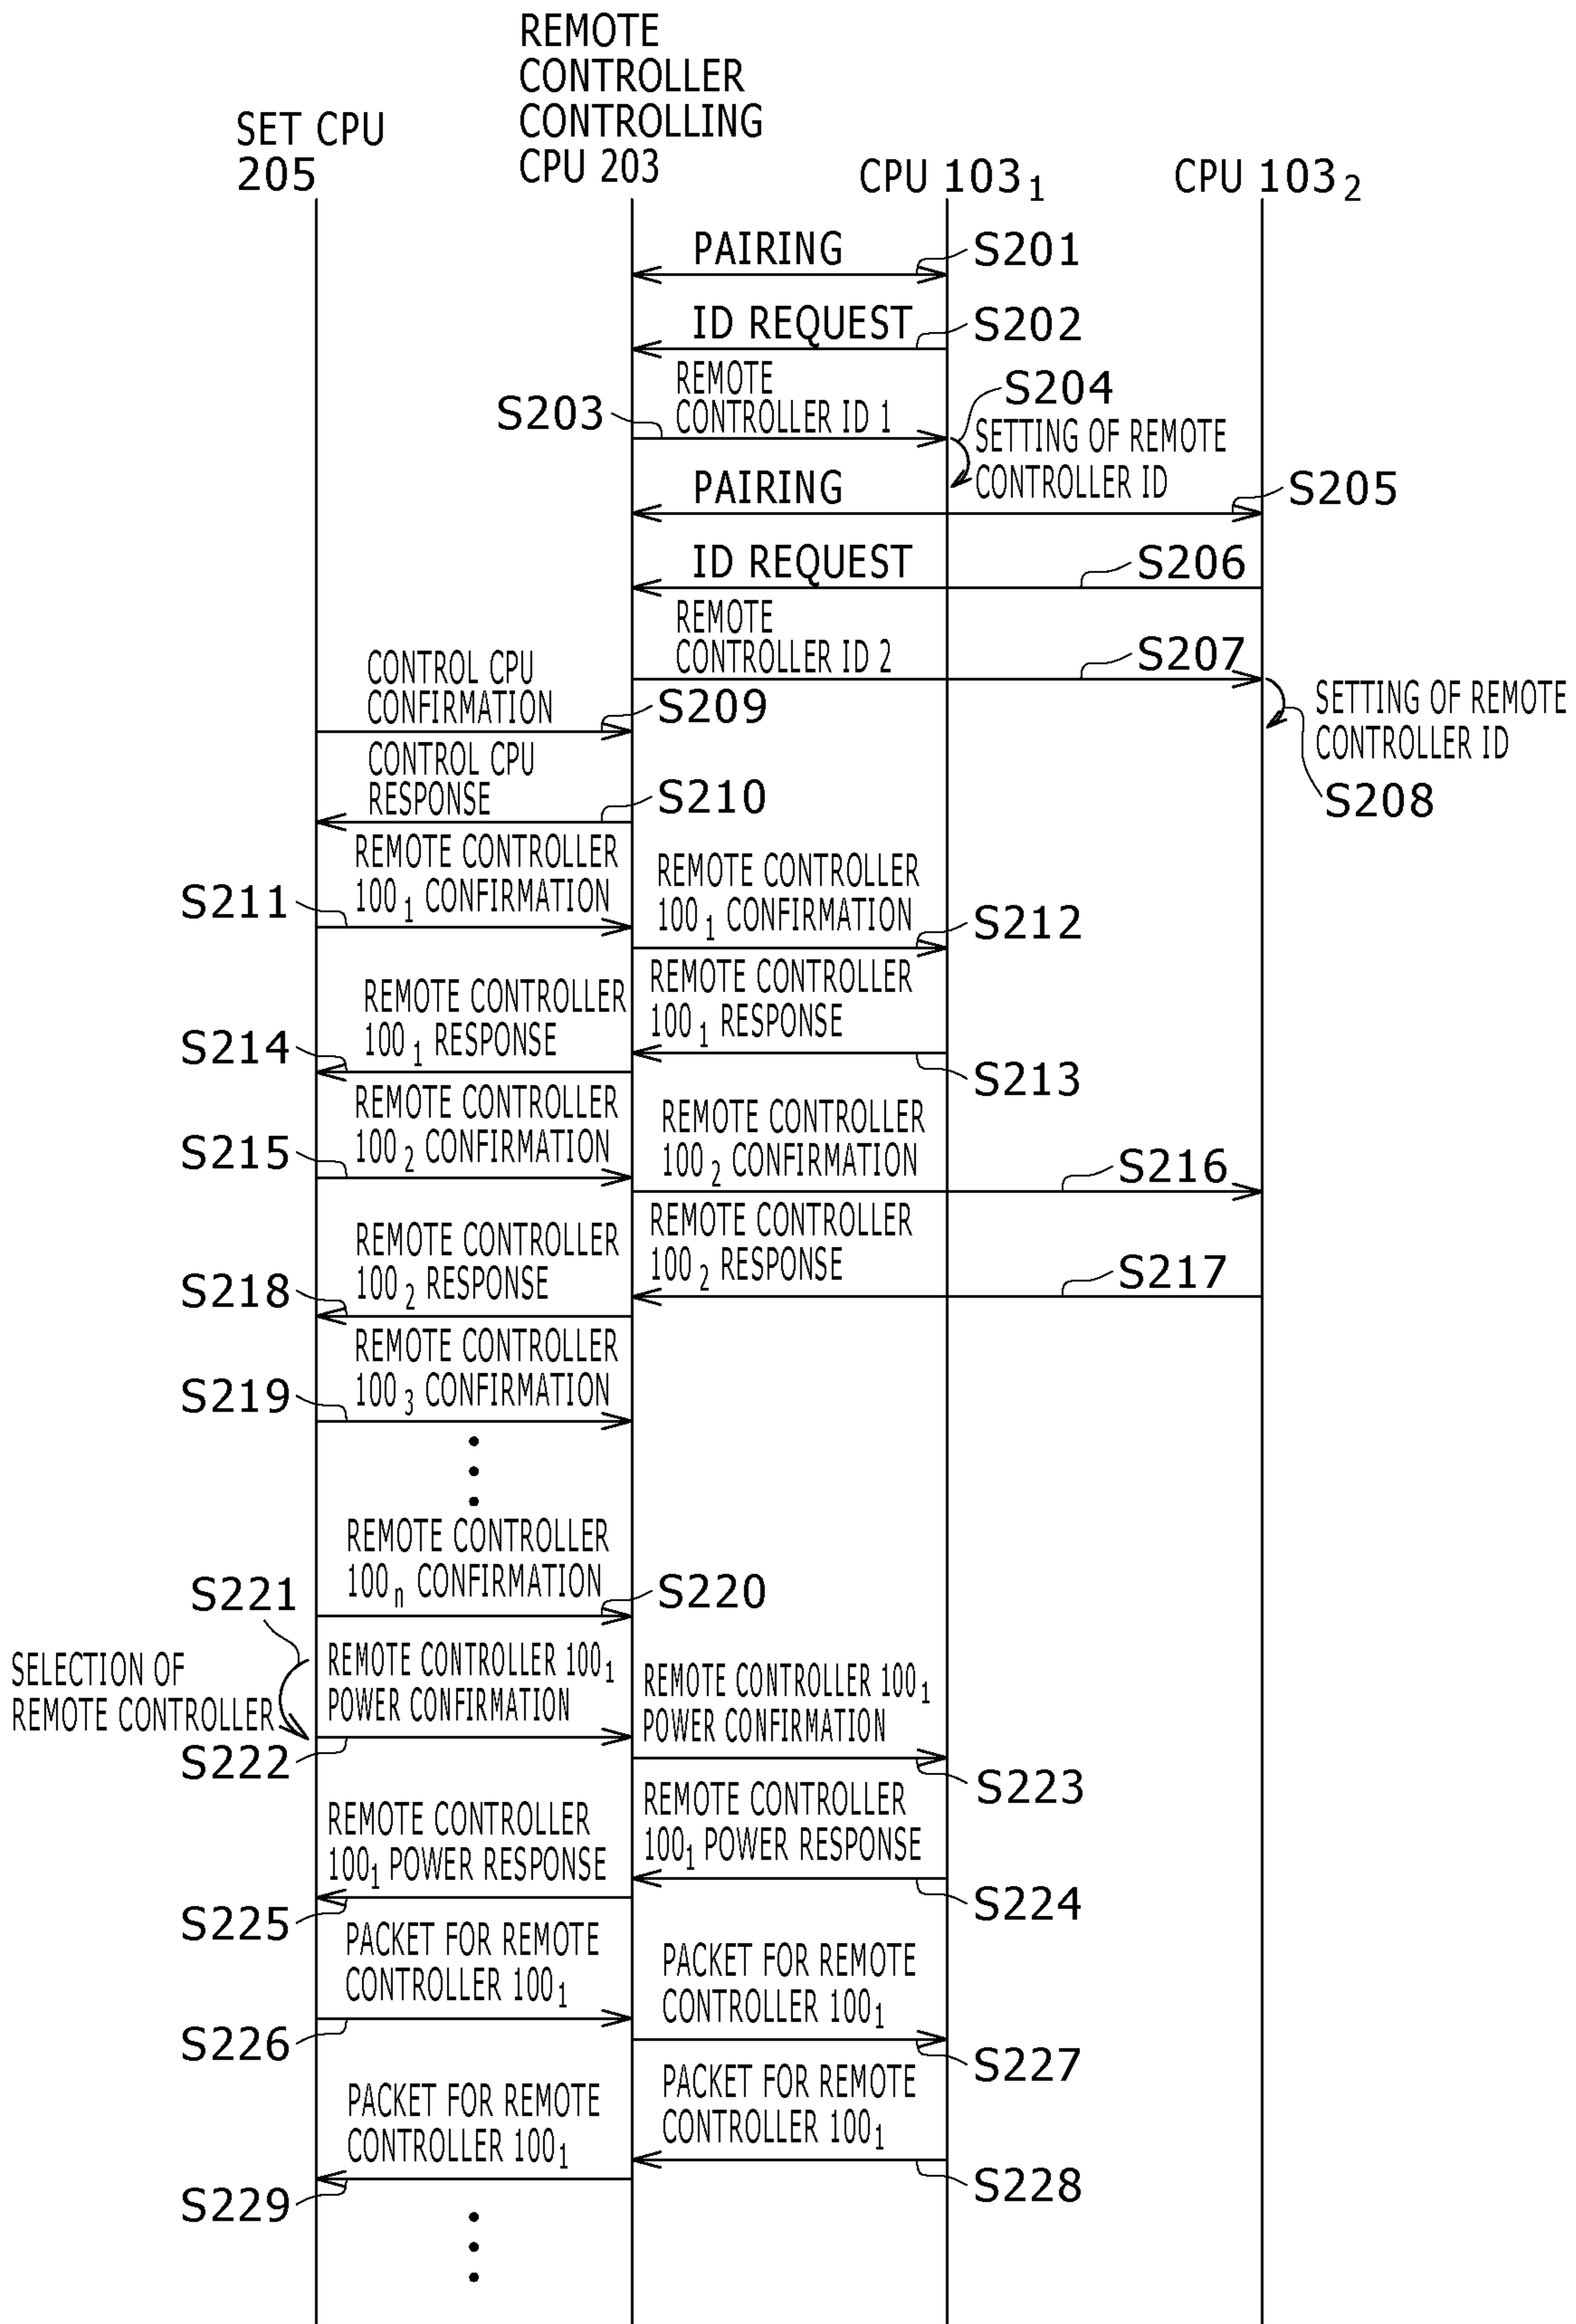 REMOTE
CONTROLLER
CONTROLLING
CPU 203
SET CPU
205
CPU 103₁
CPU 103₂
PAIRING
S201
ID REQUEST
S202
REMOTE
CONTROLLER ID 1
S203
S204
SETTING OF REMOTE
CONTROLLER ID
PAIRING
S205
ID REQUEST
S206
REMOTE
CONTROLLER ID 2
S207
SETTING OF REMOTE
CONTROLLER ID
S208
CONTROL CPU
CONFIRMATION
S209
CONTROL CPU
RESPONSE
S210
REMOTE CONTROLLER
100₁ CONFIRMATION
S211
REMOTE CONTROLLER
100₁ CONFIRMATION
S212
REMOTE CONTROLLER
100₁ RESPONSE
S213
REMOTE CONTROLLER
100₁ RESPONSE
S214
REMOTE CONTROLLER
100₂ CONFIRMATION
S215
REMOTE CONTROLLER
100₂ CONFIRMATION
S216
REMOTE CONTROLLER
100₂ RESPONSE
S217
REMOTE CONTROLLER
100₂ RESPONSE
S218
REMOTE CONTROLLER
100₃ CONFIRMATION
S219
REMOTE CONTROLLER
100ₙ CONFIRMATION
S220
S221
SELECTION OF
REMOTE CONTROLLER
REMOTE CONTROLLER 100₁
POWER CONFIRMATION
S222
REMOTE CONTROLLER 100₁
POWER CONFIRMATION
S223
REMOTE CONTROLLER
100₁ POWER RESPONSE
S224
REMOTE CONTROLLER
100₁ POWER RESPONSE
S225
PACKET FOR REMOTE
CONTROLLER 100₁
S226
PACKET FOR REMOTE
CONTROLLER 100₁
S227
PACKET FOR REMOTE
CONTROLLER 100₁
S228
PACKET FOR REMOTE
CONTROLLER 100₁
S229